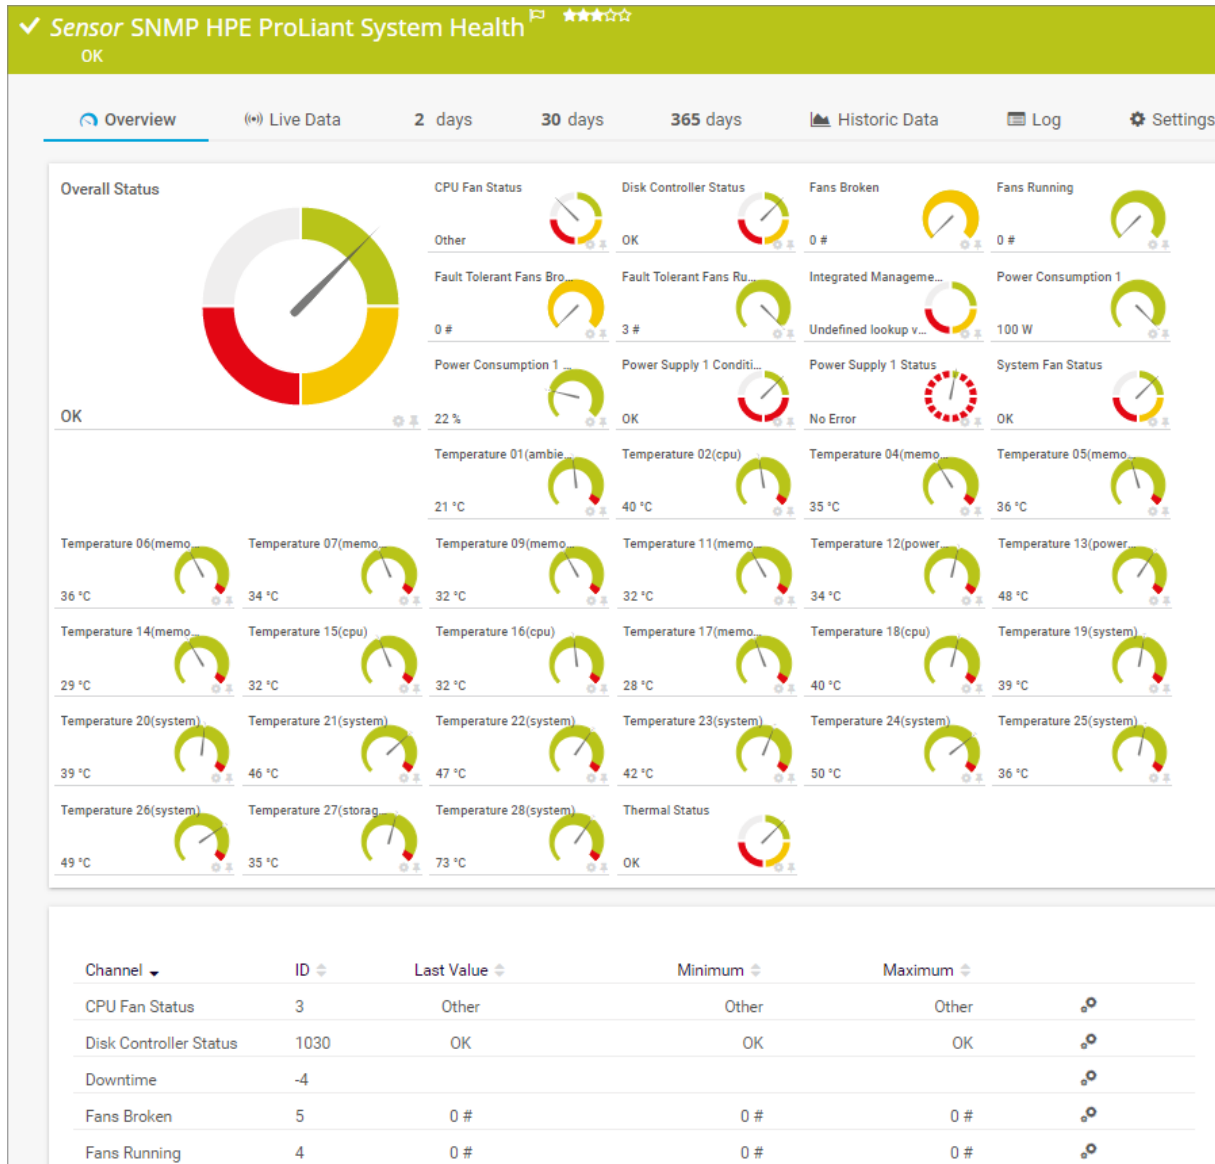 Sensor SNMP HPE ProLiant System Health
OK
Overview Live Data 2 days 30 days 365 days Historic Data Log Settings
Overall Status
OK
CPU Fan Status
Other
Disk Controller Status
OK
Fans Broken
0 #
Fans Running
0 #
Fault Tolerant Fans Bro...
0 #
Fault Tolerant Fans Ru...
3 #
Integrated Manageme...
Undefined lookup v...
Power Consumption 1
100 W
Power Consumption 1 ...
22 %
Power Supply 1 Conditi...
OK
Power Supply 1 Status
No Error
System Fan Status
OK
Temperature 01(ambie...
21 °C
Temperature 02(cpu)
40 °C
Temperature 04(memo...
35 °C
Temperature 05(memo...
36 °C
Temperature 06(memo...
36 °C
Temperature 07(memo...
34 °C
Temperature 09(memo...
32 °C
Temperature 11(memo...
32 °C
Temperature 12(power...
34 °C
Temperature 13(power...
48 °C
Temperature 14(memo...
29 °C
Temperature 15(cpu)
32 °C
Temperature 16(cpu)
32 °C
Temperature 17(memo...
28 °C
Temperature 18(cpu)
40 °C
Temperature 19(system)
39 °C
Temperature 20(system)
39 °C
Temperature 21(system)
46 °C
Temperature 22(system)
47 °C
Temperature 23(system)
42 °C
Temperature 24(system)
50 °C
Temperature 25(system)
36 °C
Temperature 26(system)
49 °C
Temperature 27(storag...
35 °C
Temperature 28(system)
73 °C
Thermal Status
OK
Channel ID Last Value Minimum Maximum
CPU Fan Status 3 Other Other Other
Disk Controller Status 1030 OK OK OK
Downtime -4
Fans Broken 5 0 # 0 # 0 #
Fans Running 4 0 # 0 # 0 #